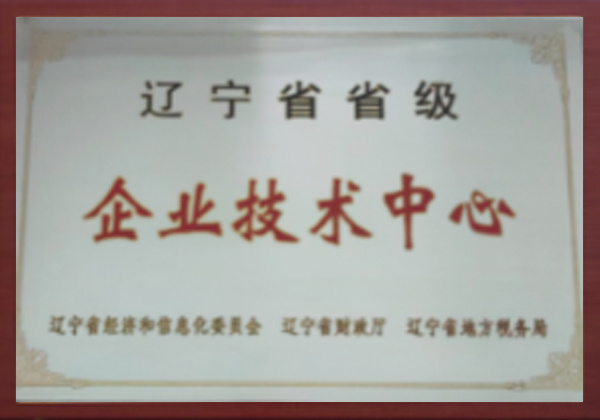 辽宁省省级
企业技术中心
辽宁省经济和信息化委员会 辽宁省财政厅 辽宁省地方税务局